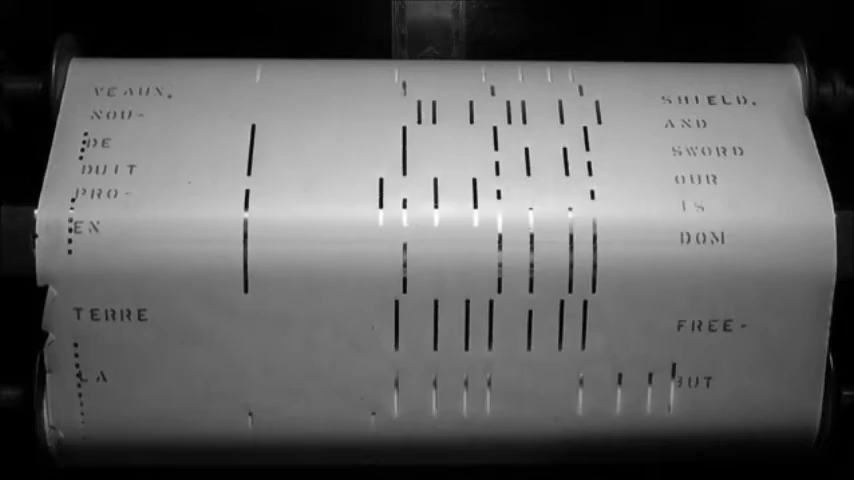 VEAUX.
SHIELD.
NOU-
AND
DE
SWORD
DUIT
OUR
PRO-
IS
EN
DOM
TERRE
FREE-
LA
BUT